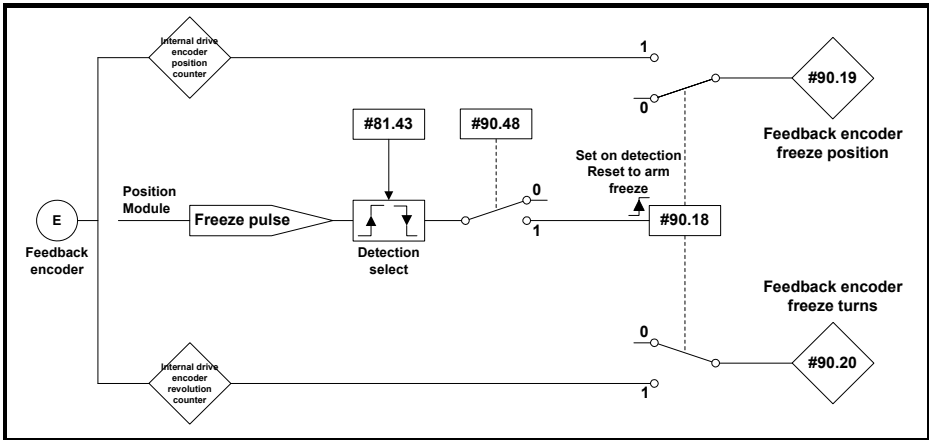 Internal drive
encoder
position
counter
1
0
#90.19
Feedback encoder
freeze position
#81.43
#90.48
Set on detection
Reset to arm
freeze
Position
Module
E
Feedback
encoder
Freeze pulse
Detection
select
0
1
#90.18
Feedback encoder
freeze turns
0
1
#90.20
Internal drive
encoder
revolution
counter